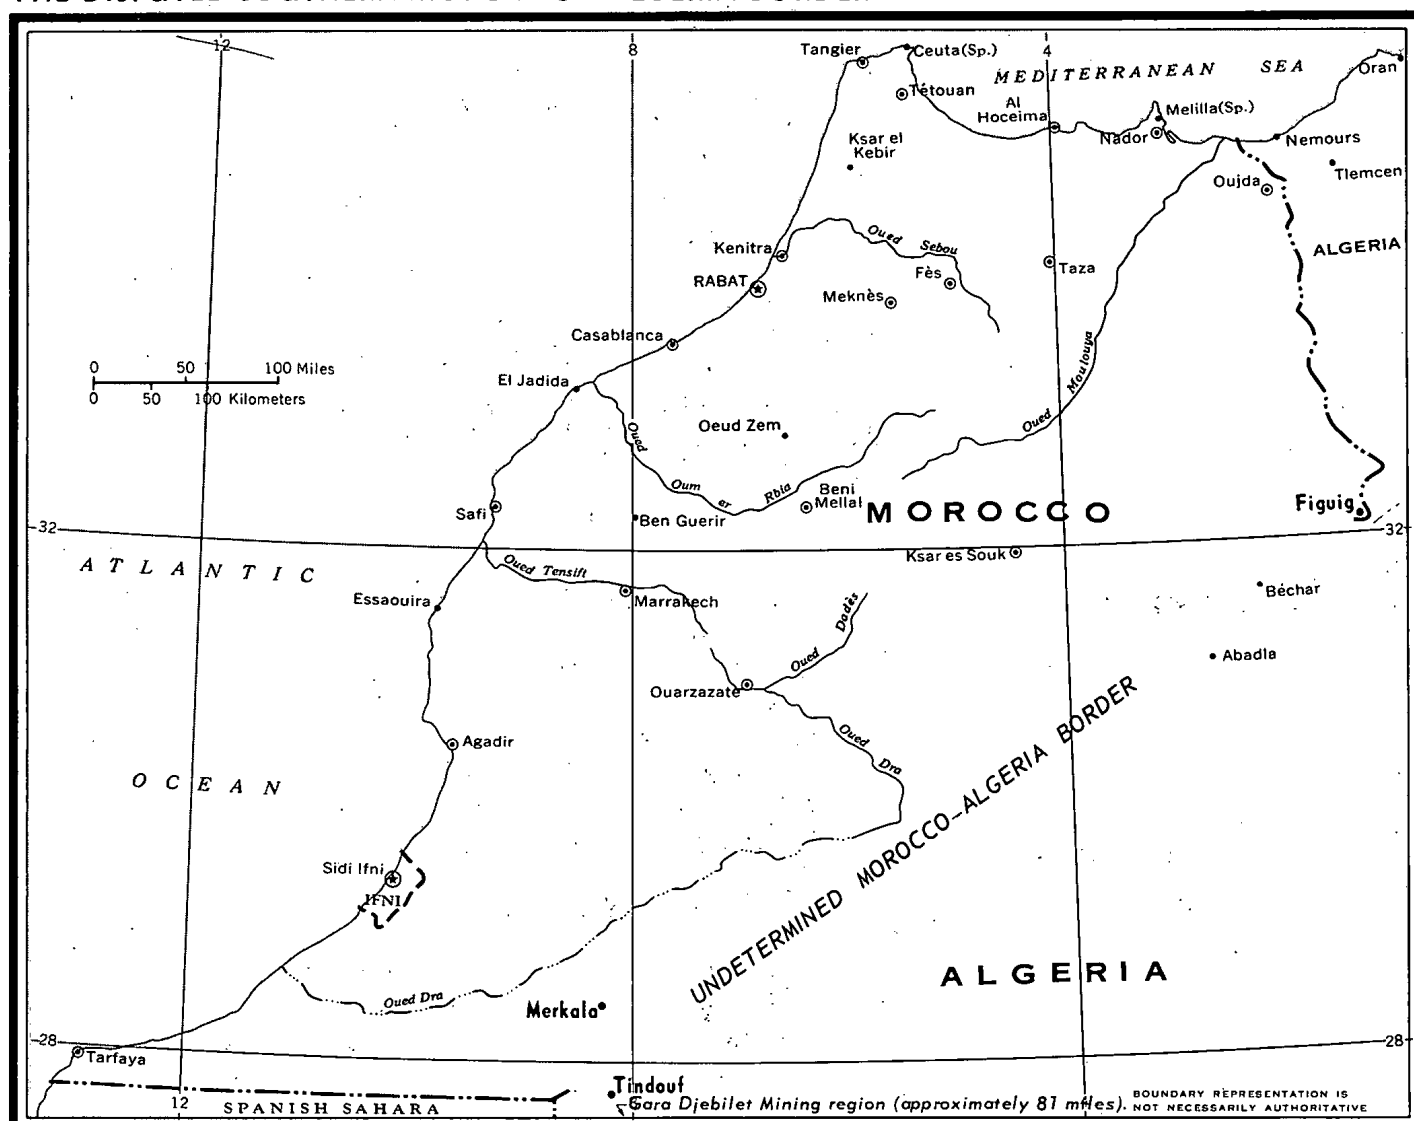 12
8
4
Tangier
Ceuta(Sp.)
MEDITERRANEAN SEA
Oran
Tétouan
Al
Hoceima
Melilla(Sp.)
Nador
Nemours
Ksar el
Kebir
Tlemcen
Oujda
Oued Sebou
Kenitra
ALGERIA
Fès
Taza
RABAT
Meknès
Casablanca
Oued Moulouya
0 50 100 Miles
0 50 100 Kilometers
El Jadida
Oeud Zem
Oued Oum ar Rbia
Beni
Mellal
MOROCCO
Figuig
Safi
Ben Guerir
32
32
Ksar es Souk
ATLANTIC
Oued Tensift
Béchar
Essaouira
Marrakech
Oued Dadès
Abadla
Ouarzazate
Oued Dra
Agadir
UNDETERMINED MOROCCO-ALGERIA BORDER
OCEAN
Sidi Ifni
IFNI
ALGERIA
Oued Dra
Merkala
28
28
Tarfaya
Tindouf
12
8
4
SPANISH SAHARA
Gara Djebilet Mining region (approximately 81 miles).
BOUNDARY REPRESENTATION IS
NOT NECESSARILY AUTHORITATIVE